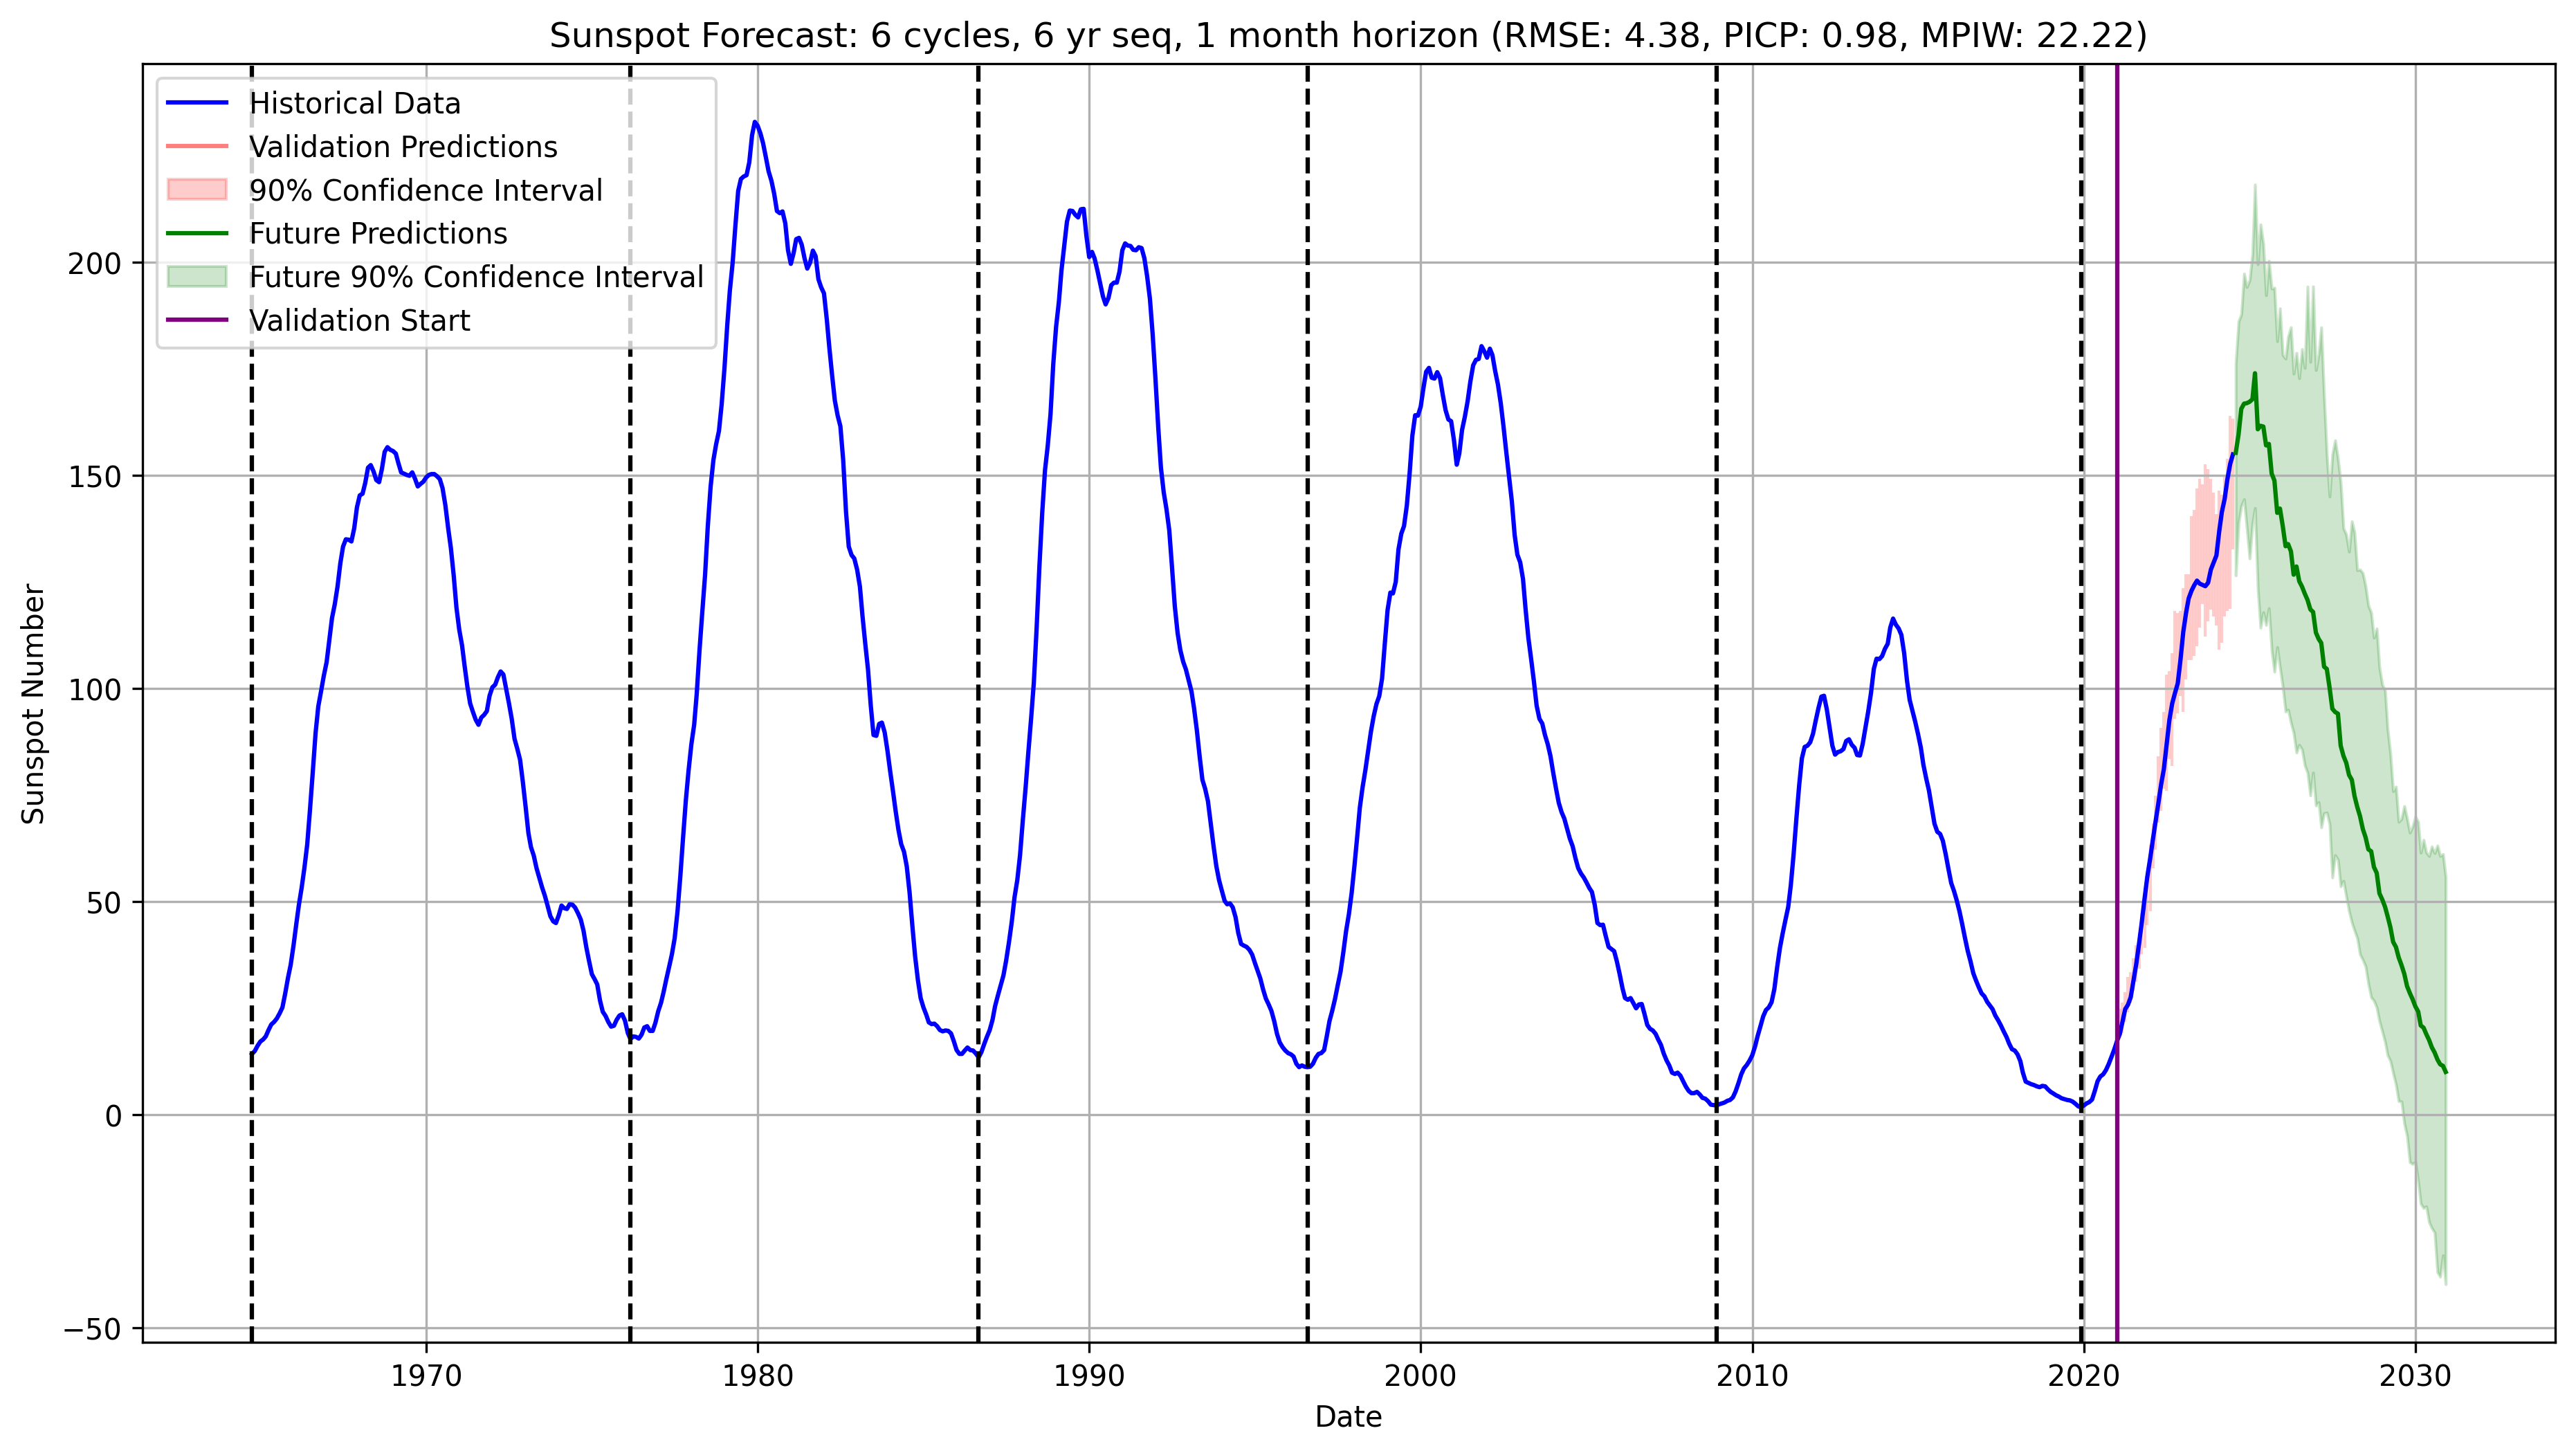 Sunspot Forecast: 6 cycles, 6 yr seq, 1 month horizon (RMSE: 4.38, PICP: 0.98, MPIW: 22.22)
Historical Data
Validation Predictions
90% Confidence Interval
Future Predictions
Future 90% Confidence Interval
Validation Start
Sunspot Number
200
150
100
50
0
−50
1970 1980 1990 2000 2010 2020 2030
Date